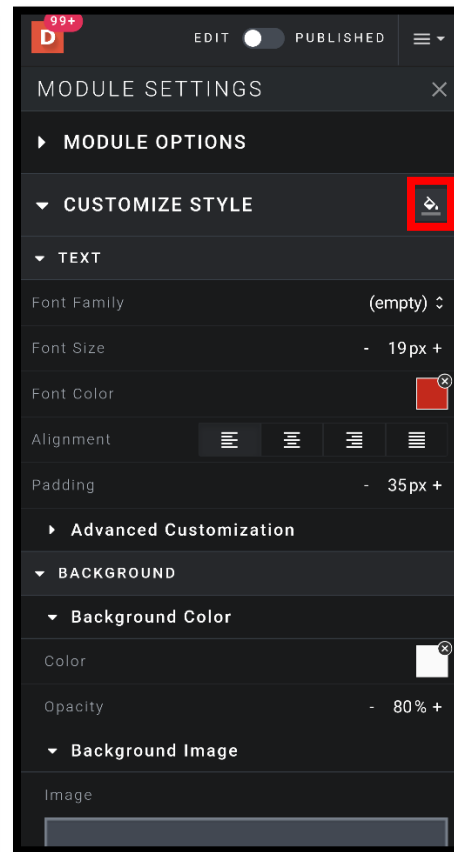 99+
D
EDIT PUBLISHED
MODULE SETTINGS
MODULE OPTIONS
CUSTOMIZE STYLE
TEXT
Font Family (empty)
Font Size - 19px +
Font Color
Alignment
Padding - 35px +
Advanced Customization
BACKGROUND
Background Color
Color
Opacity - 80% +
Background Image
Image